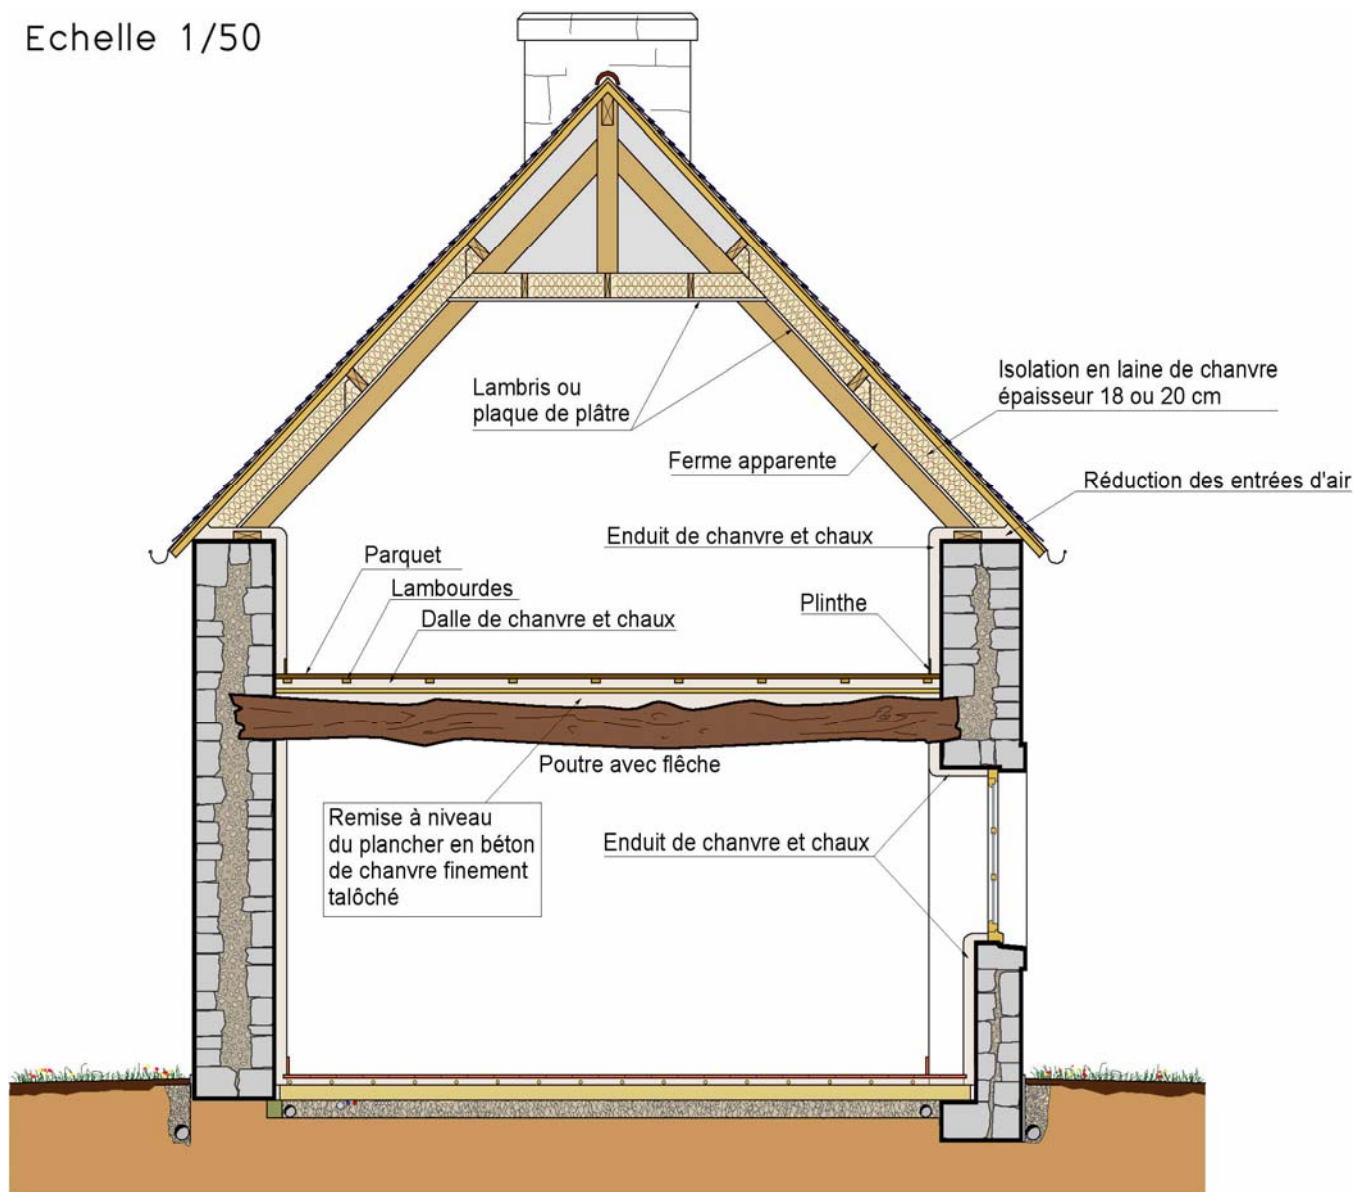 Echelle 1/50
Lambris ou
plaque de plâtre
Isolation en laine de chanvre
épaisseur 18 ou 20 cm
Ferme apparente
Réduction des entrées d'air
Enduit de chanvre et chaux
Parquet
Lambourdes
Plinthe
Dalle de chanvre et chaux
Poutre avec flêche
Remise à niveau
du plancher en béton
de chanvre finement
talôché
Enduit de chanvre et chaux